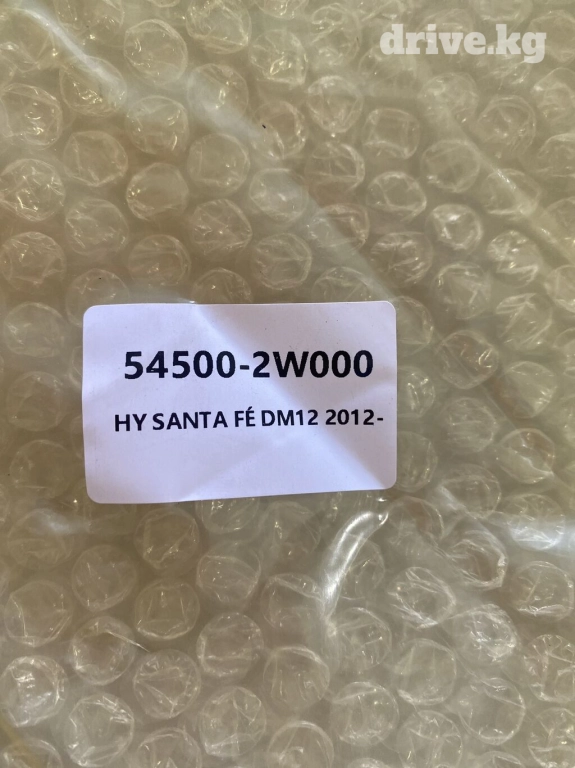 drive.kg
54500-2W000
HY SANTA FÉ DM12 2012-